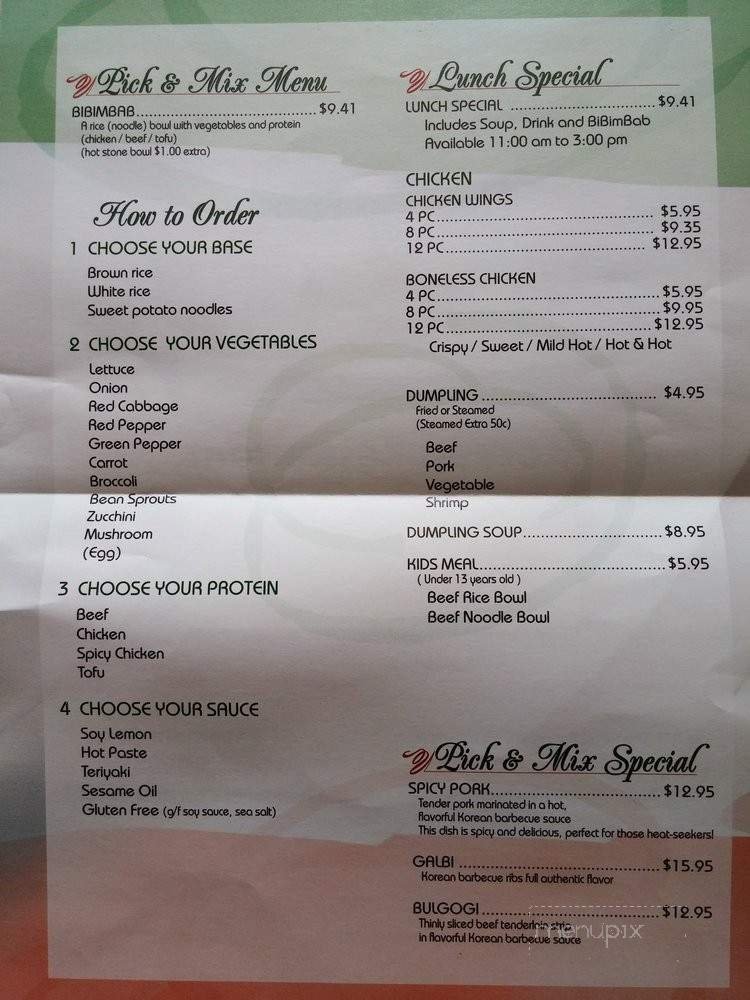 Pick & Mix Menu
BIBIMBAB........................................ $9.41
A rice (noodle) bowl with vegetables and protein
(chicken / beef / tofu)
(hot stone bowl $1.00 extra)
How to Order
1 CHOOSE YOUR BASE
Brown rice
White rice
Sweet potato noodles
2 CHOOSE YOUR VEGETABLES
Lettuce
Onion
Red Cabbage
Red Pepper
Green Pepper
Carrot
Broccoli
Bean Sprouts
Zucchini
Mushroom
(Egg)
3 CHOOSE YOUR PROTEIN
Beef
Chicken
Spicy Chicken
Tofu
4 CHOOSE YOUR SAUCE
Soy Lemon
Hot Paste
Teriyaki
Sesame Oil
Gluten Free (g/f soy sauce, sea salt)
Lunch Special
LUNCH SPECIAL ................................ $9.41
Includes Soup, Drink and BiBimBab
Available 11:00 am to 3:00 pm
CHICKEN
CHICKEN WINGS
4 PC................................................ $5.95
8 PC................................................ $9.35
12 PC............................................. $12.95
BONELESS CHICKEN
4 PC................................................. $5.95
8 PC................................................. $9.95
12 PC.............................................. $12.95
Crispy / Sweet / Mild Hot / Hot & Hot
DUMPLING ....................................... $4.95
Fried or Steamed
(Steamed Extra 50c)
Beef
Pork
Vegetable
Shrimp
DUMPLING SOUP............................... $8.95
KIDS MEAL......................................... $5.95
( Under 13 years old )
Beef Rice Bowl
Beef Noodle Bowl
Pick & Mix Special
SPICY PORK...................................... $12.95
Tender pork marinated in a hot,
flavorful Korean barbecue sauce
This dish is spicy and delicious, perfect for those heat-seekers!
GALBI ............................................. $15.95
Korean barbecue ribs full authentic flavor
BULGOGI ........................................ $12.95
Thinly sliced beef tenderloin strip
in flavorful Korean barbecue sauce
menupix